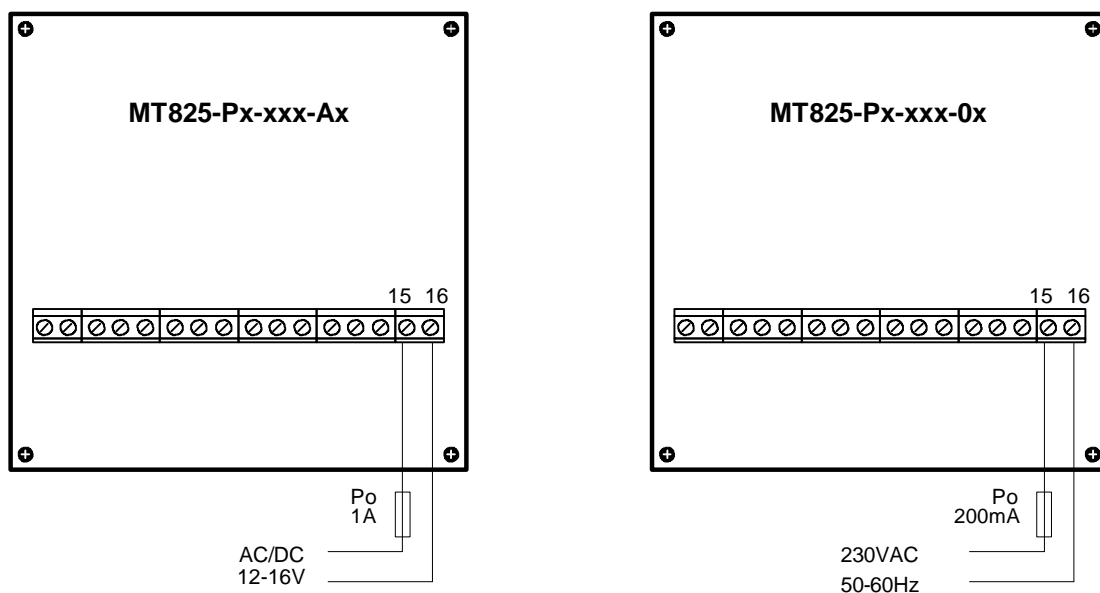 MT825-Px-xxx-Ax
15 16
Po
1A
AC/DC
12-16V
MT825-Px-xxx-0x
15 16
Po
200mA
230VAC
50-60Hz